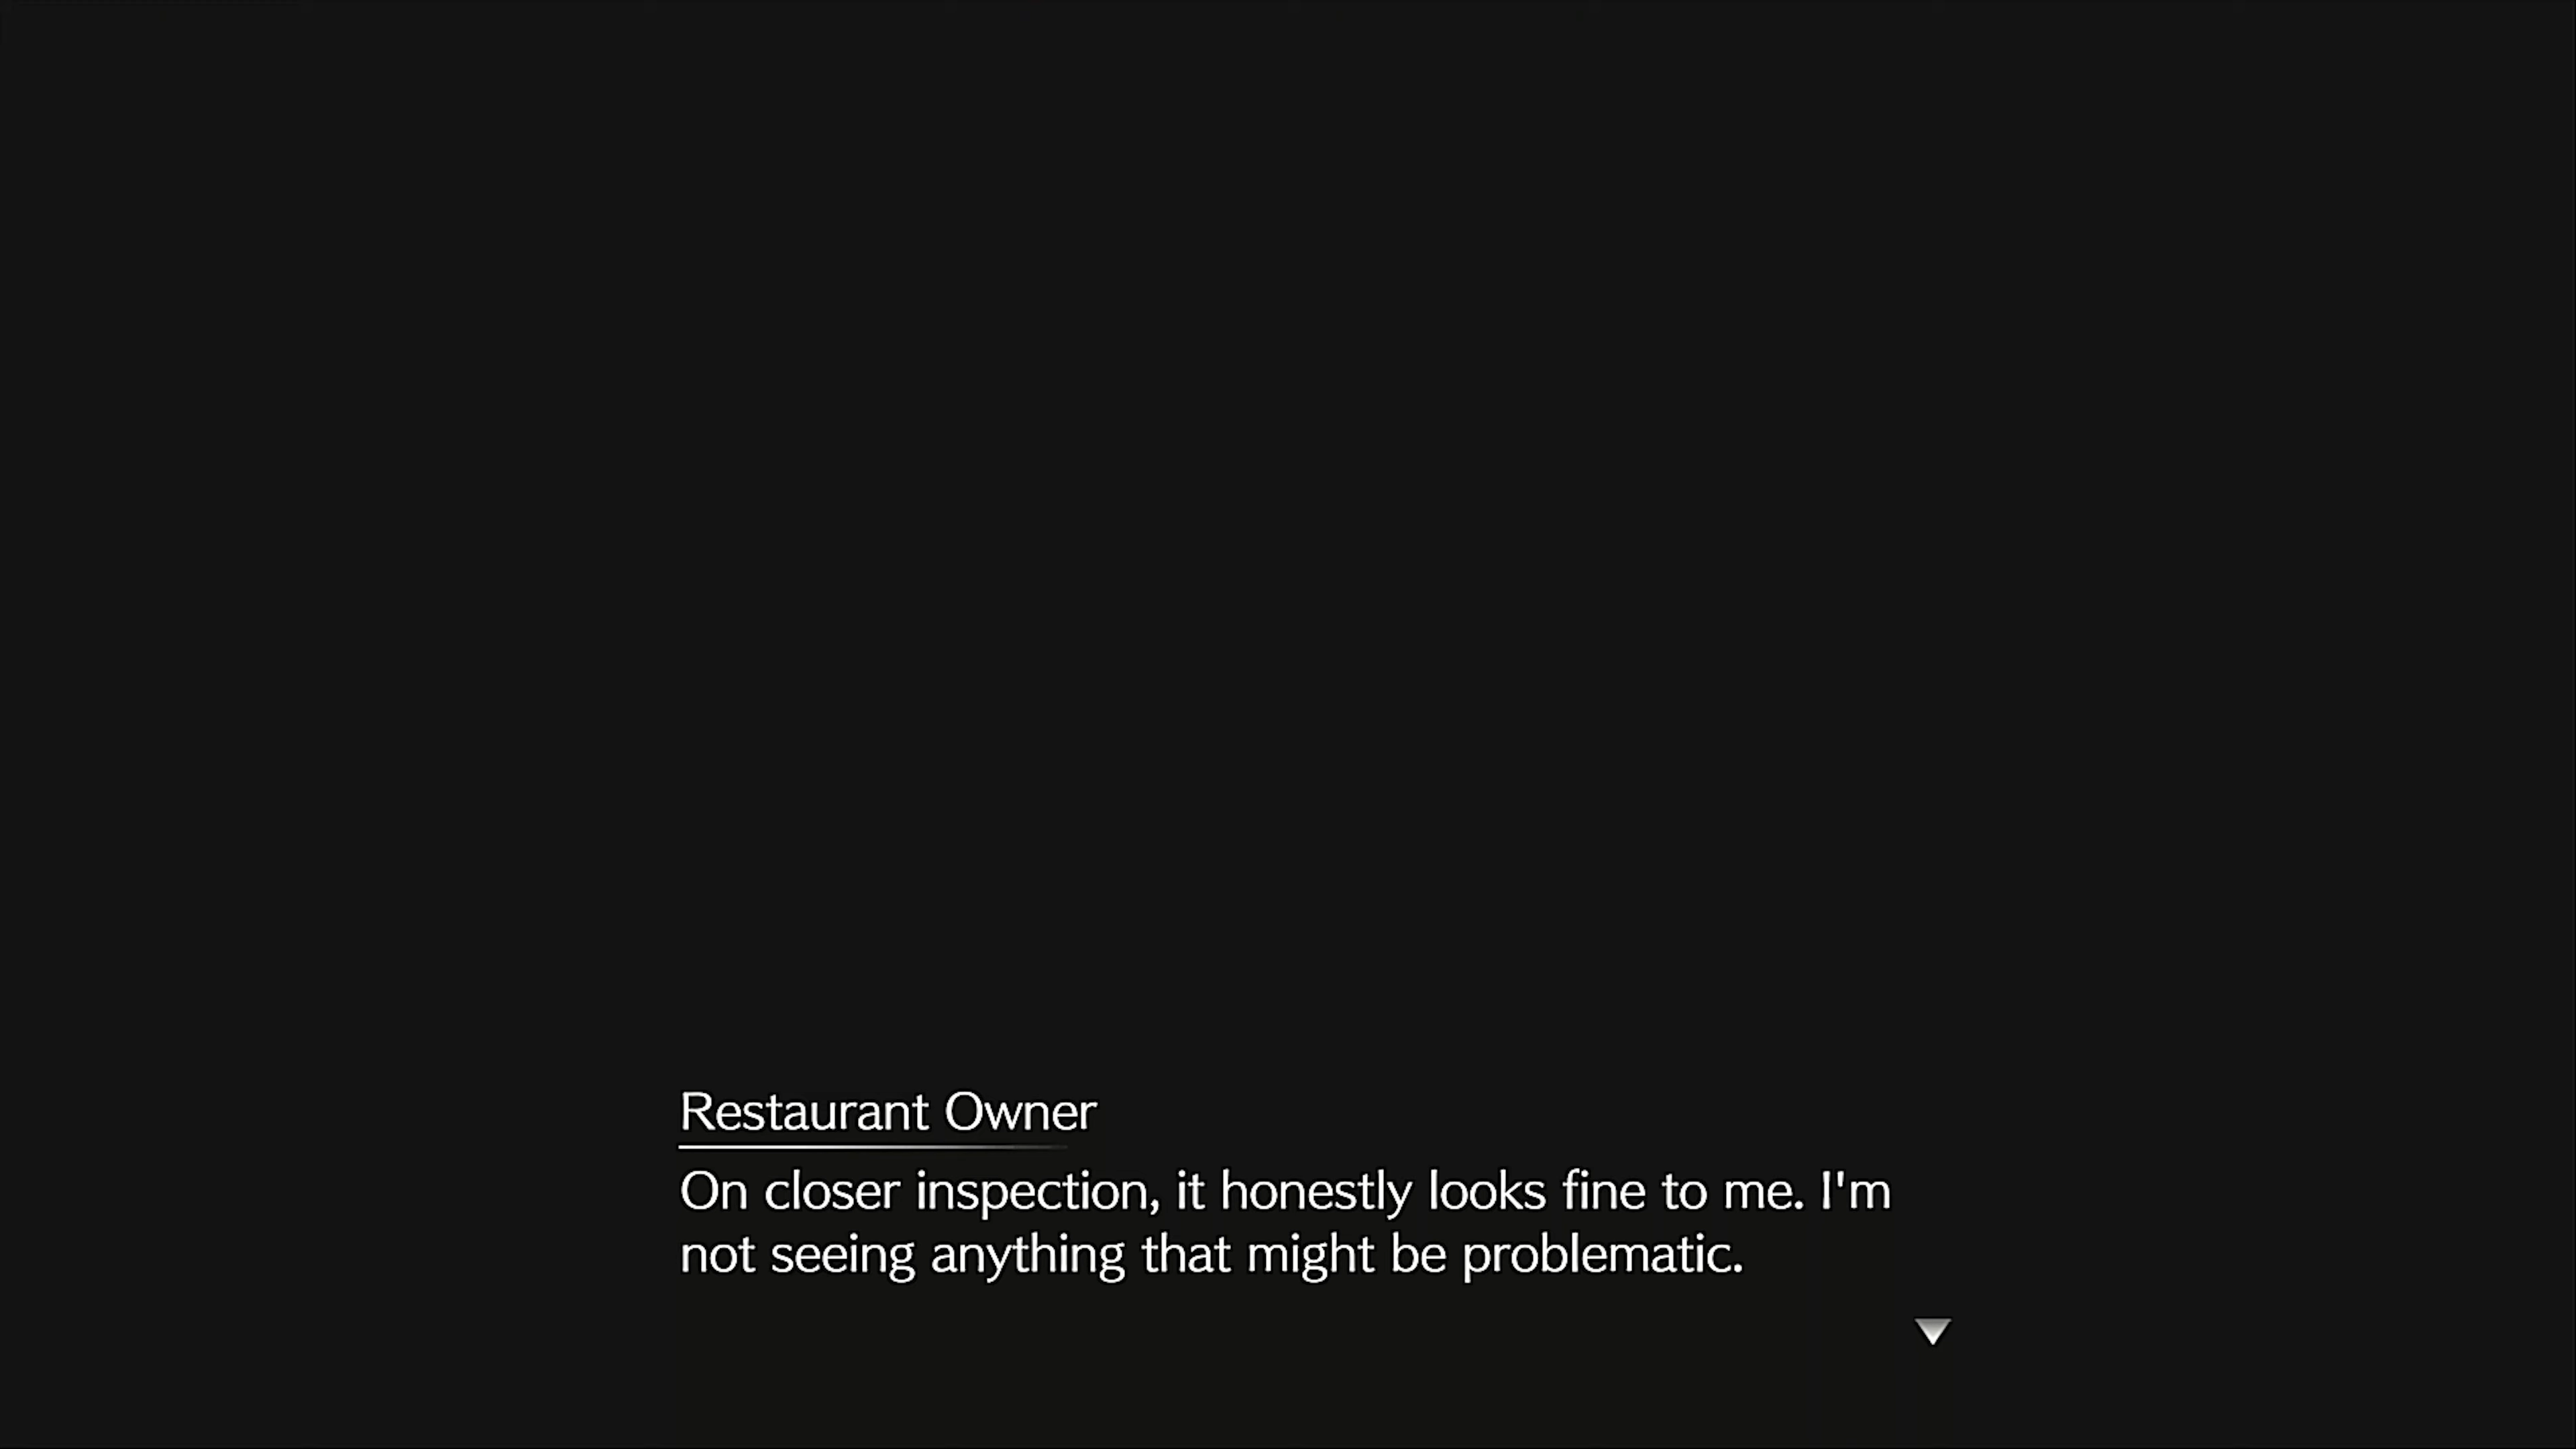 Restaurant Owner
On closer inspection, it honestly looks fine to me. I'm
not seeing anything that might be problematic.